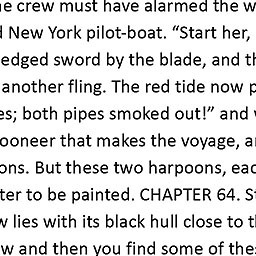 e crew must have alarmed the w
New York pilot-boat. “Start her,
edged sword by the blade, and th
another fling. The red tide now p
es; both pipes smoked out!” and
ooneer that makes the voyage, an
ons. But these two harpoons, eac
ter to be painted. CHAPTER 64. St
lies with its black hull close to t
w and then you find some of thes